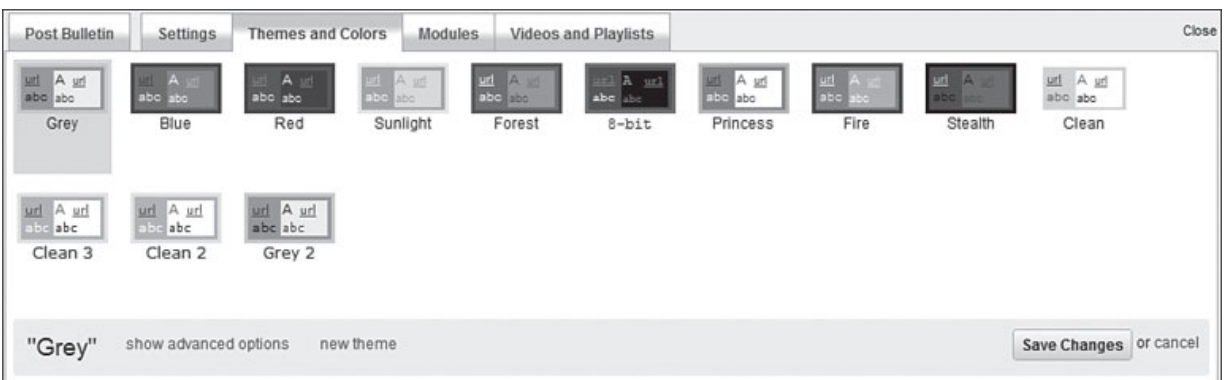 Post Bulletin Settings Themes and Colors Modules Videos and Playlists Close
url A url url A url url A url url A url url A url url A url url A url url A url url A url url A url
abc abc abc abc abc abc abc abc abc abc abc abc abc abc abc abc abc abc abc abc
Grey Blue Red Sunlight Forest 8-bit Princess Fire Stealth Clean
url A url url A url url A url
abc abc abc abc abc abc
Clean 3 Clean 2 Grey 2
"Grey" show advanced options new theme Save Changes or cancel